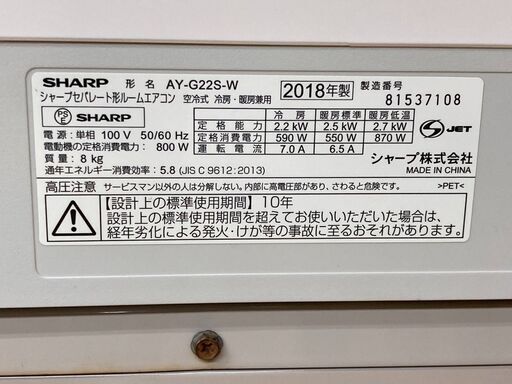 SHARP 形 名 AY-G22S-W 2018年製 製造番号
シャープセパレート形ルームエアコン 空冷式 冷房・暖房兼用 81537108
PS E SHARP
電 源：単相 100 V 50/60 Hz
電動機の定格消費電力： 800 W
質 量：8 kg
冷 房 暖房標準 暖房低温
定 格 能 力 2.2 kW 2.5 kW 2.7 kW
定格消費電力 590 W 550 W 870 W
運 転 電 流 7.0 A 6.5 A
S JET
シャープ株式会社
MADE IN CHINA
通年エネルギー消費効率： 5.8 (JIS C 9612:2013)
高圧注意 サービスマン以外の人は分解しない。内部に高電圧部があり、さわると危険です。 >PET<
【設計上の標準使用期間】10年
設計上の標準使用期間を超えてお使いいただいた場合は、
経年劣化による発火・けが等の事故に至るおそれがあります。